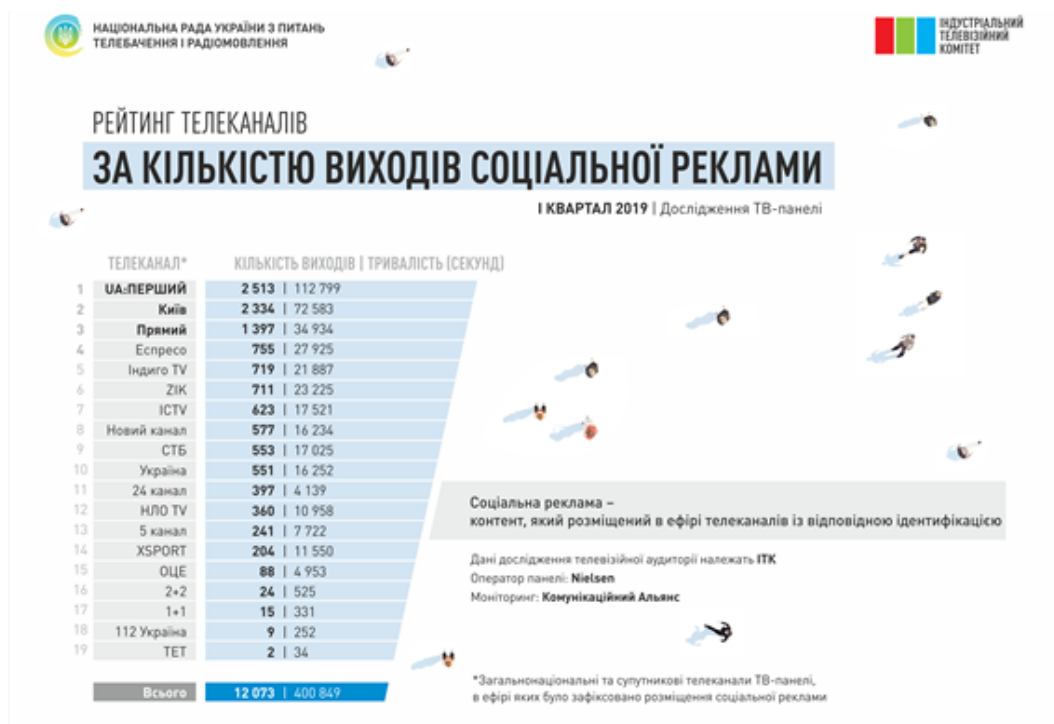 НАЦІОНАЛЬНА РАДА УКРАЇНИ З ПИТАНЬ
ТЕЛЕБАЧЕННЯ І РАДІОМОВЛЕННЯ
ІНДУСТРІАЛЬНИЙ
ТЕЛЕВІЗІЙНИЙ
КОМІТЕТ
РЕЙТИНГ ТЕЛЕКАНАЛІВ
ЗА КІЛЬКІСТЮ ВИХОДІВ СОЦІАЛЬНОЇ РЕКЛАМИ
І КВАРТАЛ 2019 | Дослідження ТВ-панелі
ТЕЛЕКАНАЛ* КІЛЬКІСТЬ ВИХОДІВ | ТРИВАЛІСТЬ (СЕКУНД)
1 UA:ПЕРШИЙ 2 513 | 112 799
2 Київ 2 334 | 72 583
3 Прямий 1 397 | 34 934
4 Еспресо 755 | 27 925
5 Індиго TV 719 | 21 887
6 ZIK 711 | 23 225
7 ICTV 623 | 17 521
8 Новий канал 577 | 16 234
9 СТБ 553 | 17 025
10 Україна 551 | 16 252
11 24 канал 397 | 4 139
12 НЛО TV 360 | 10 958
13 5 канал 241 | 7 722
14 XSPORT 204 | 11 550
15 ОЦЕ 88 | 4 953
16 2+2 24 | 525
17 1+1 15 | 331
18 112 Україна 9 | 252
19 ТЕТ 2 | 34
Всього 12 073 | 400 849
Соціальна реклама –
контент, який розміщений в ефірі телеканалів із відповідною ідентифікацією
Дані дослідження телевізійної аудиторії належать ІТК
Оператор панелі: Nielsen
Моніторинг: Комунікаційний Альянс
*Загальнонаціональні та супутникові телеканали ТВ-панелі,
в ефірі яких було зафіксовано розміщення соціальної реклами